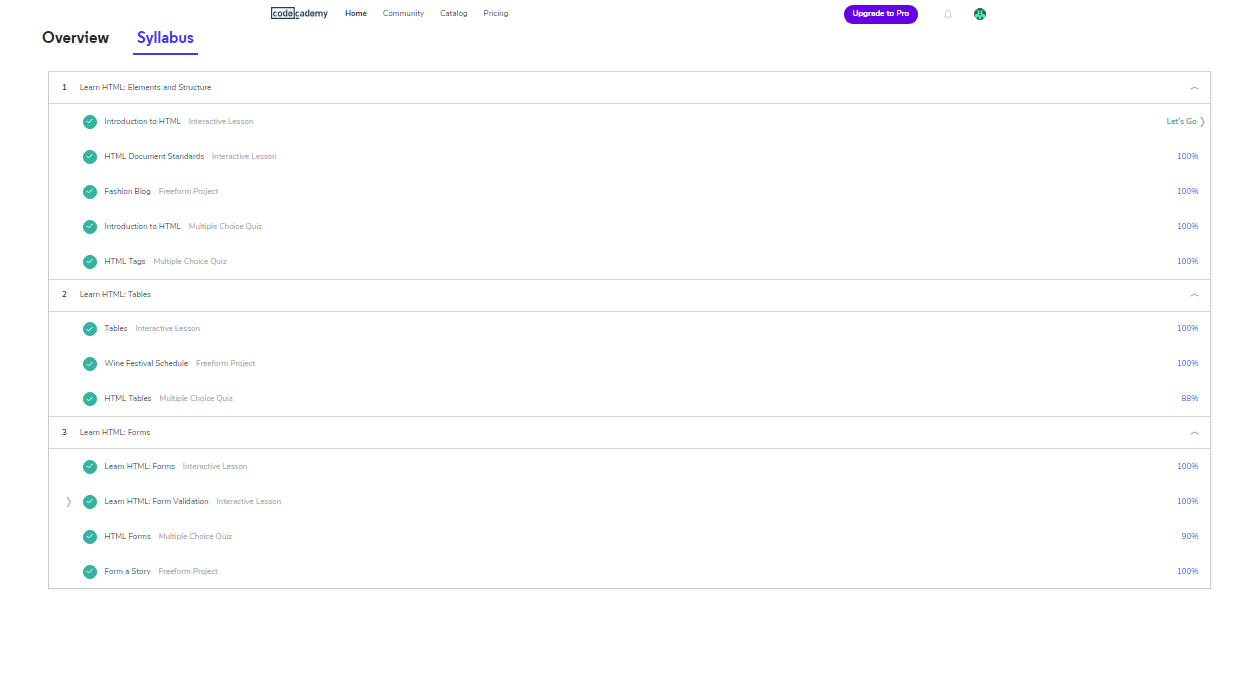 codecademy Home Community Catalog Pricing Upgrade to Pro
Overview Syllabus
1 Learn HTML: Elements and Structure
Introduction to HTML Interactive Lesson Let's Go
HTML Document Standards Interactive Lesson 100%
Fashion Blog Freeform Project 100%
Introduction to HTML Multiple Choice Quiz 100%
HTML Tags Multiple Choice Quiz 100%
2 Learn HTML: Tables
Tables Interactive Lesson 100%
Wine Festival Schedule Freeform Project 100%
HTML Tables Multiple Choice Quiz 88%
3 Learn HTML: Forms
Learn HTML: Forms Interactive Lesson 100%
Learn HTML: Form Validation Interactive Lesson 100%
HTML Forms Multiple Choice Quiz 90%
Form a Story Freeform Project 100%